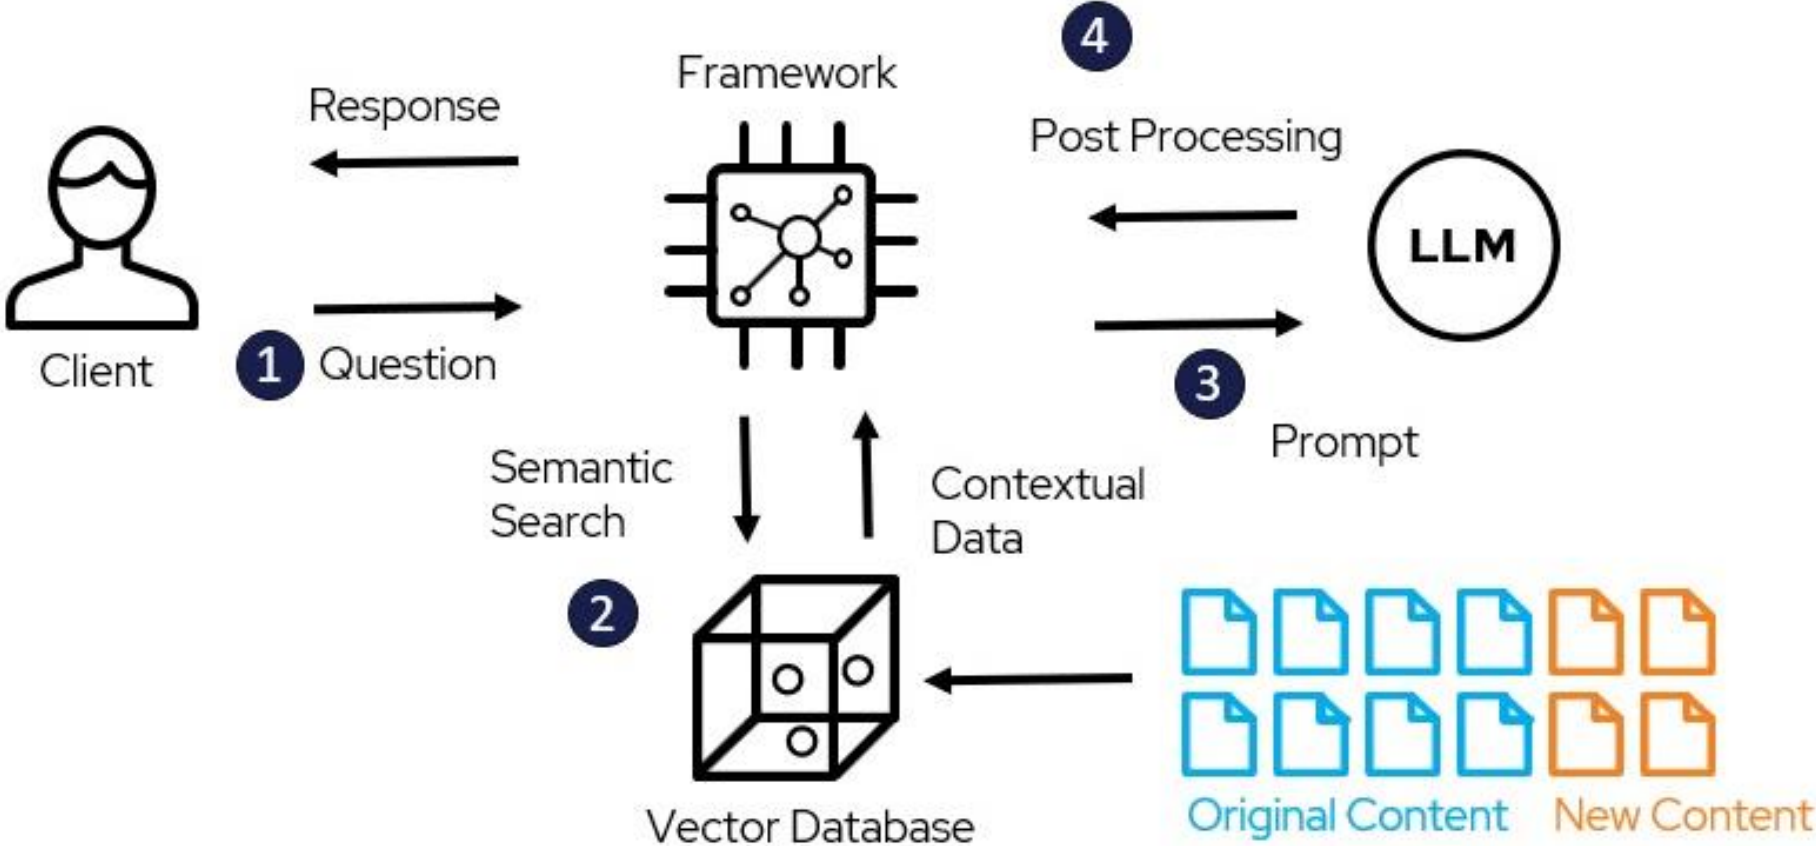 4
Framework
Response
Post Processing
LLM
Client
1
Question
3
Prompt
Semantic
Search
Contextual
Data
2
Vector Database
Original Content
New Content